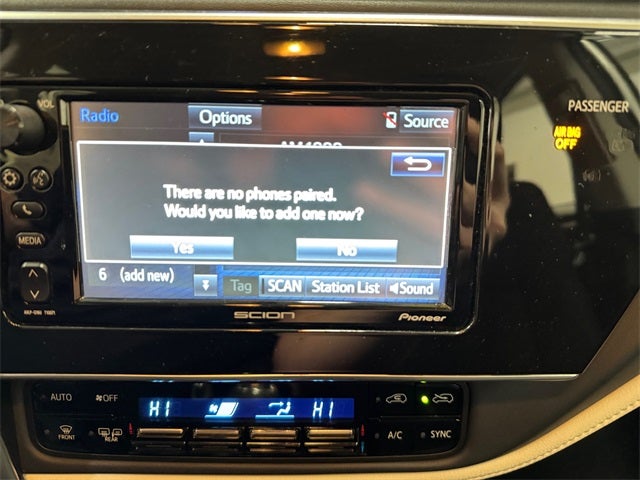 VOL
Radio
Options
Source
PASSENGER
AIR BAG
OFF
There are no phones paired.
Would you like to add one now?
Yes
No
MEDIA
6 (add new)
Tag
SCAN
Station List
Sound
SCION
Pioneer
AUTO
OFF
HI
HI
FRONT
REAR
A/C
SYNC